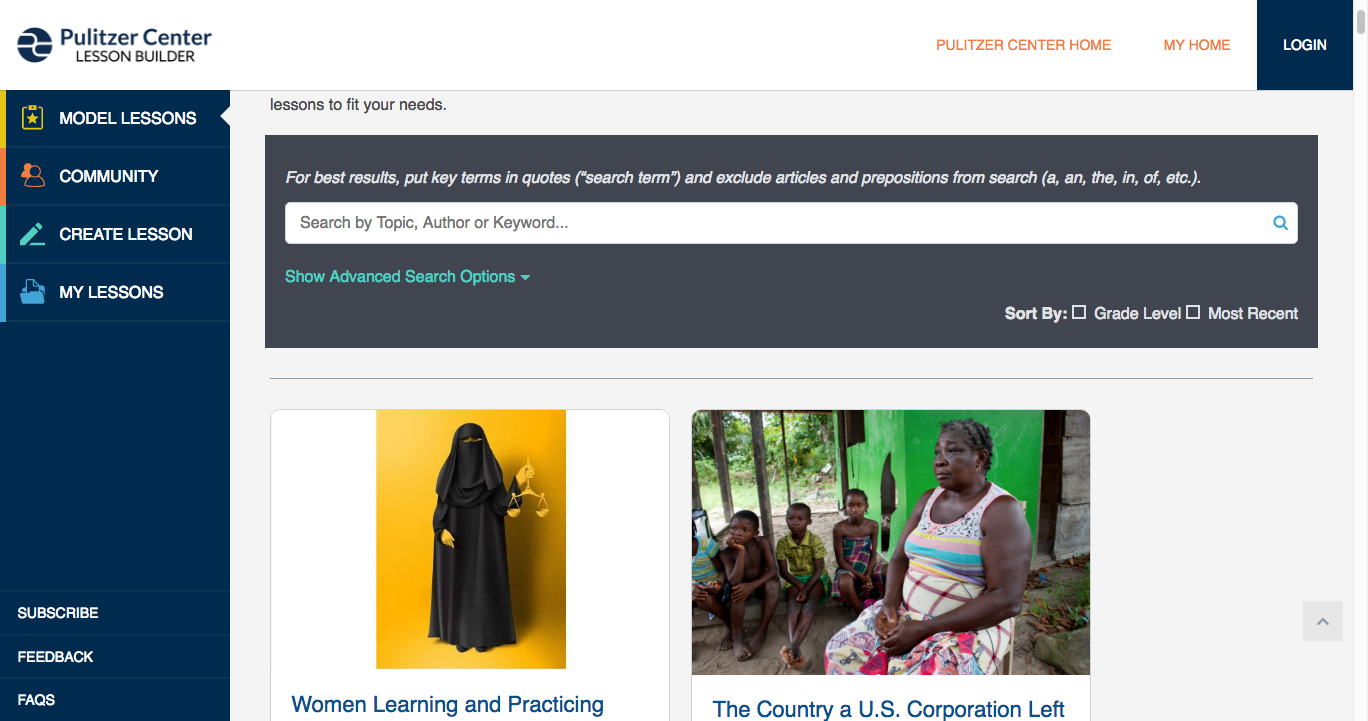 Pulitzer Center
LESSON BUILDER
PULITZER CENTER HOME
MY HOME
LOGIN
MODEL LESSONS
COMMUNITY
CREATE LESSON
MY LESSONS
SUBSCRIBE
FEEDBACK
FAQS
lessons to fit your needs.
For best results, put key terms in quotes (“search term”) and exclude articles and prepositions from search (a, an, the, in, of, etc.).
Search by Topic, Author or Keyword...
Show Advanced Search Options
Sort By: Grade Level Most Recent
Women Learning and Practicing
The Country a U.S. Corporation Left